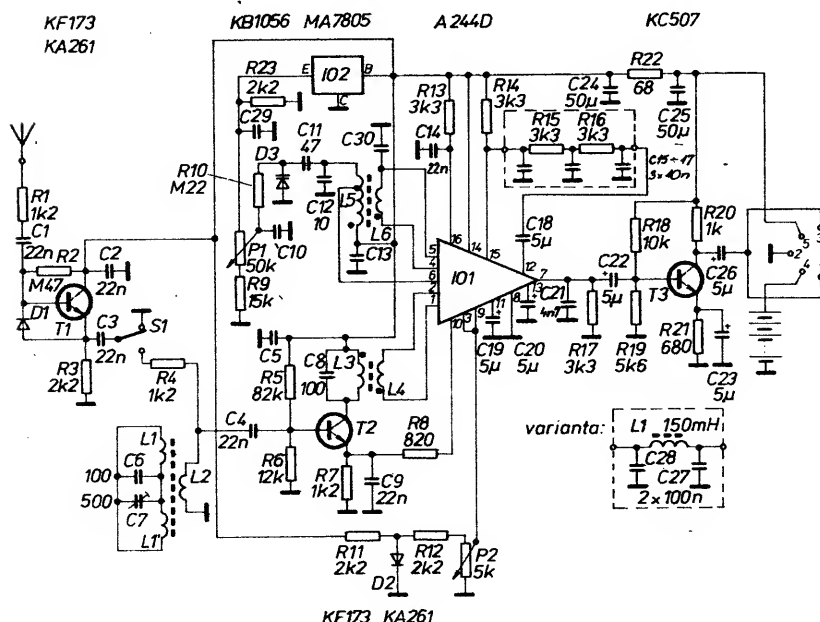 KF173 KB1056 MA7805 A244D KC507
KA261
R23
2k2
E IO2 B
C
C29
R10
M22
D3
C11
47
C12
10
C30
L5
L6
C10
C13
P1
50k
R9
15k
R13
3k3
C14
22n
R14
3k3
R15
3k3
R16
3k3
C15÷17
3×10n
C24
50µ
R22
68
C25
50µ
R1
1k2
C1
22n
R2
M47
C2
22n
D1
T1
C3
22n
S1
R3
2k2
R4
1k2
C5
R5
82k
C8
100
L3
L4
C4
22n
T2
R6
12k
R7
1k2
C9
22n
R8
820
16
14
15
5
4
6
2
1
IO1
12
7
13
8
11
9
3
10
C18
5µ
C19
5µ
C20
5µ
C21
4n7
C22
5µ
R17
3k3
R18
10k
R19
5k6
R20
1k
T3
C26
5µ
R21
680
C23
5µ
5
2
4
3
L1
C6
100
C7
500
L1'
L2
R11
2k2
D2
R12
2k2
P2
5k
varianta:
L1 150mH
C28
C27
2×100n
KF173 KA261